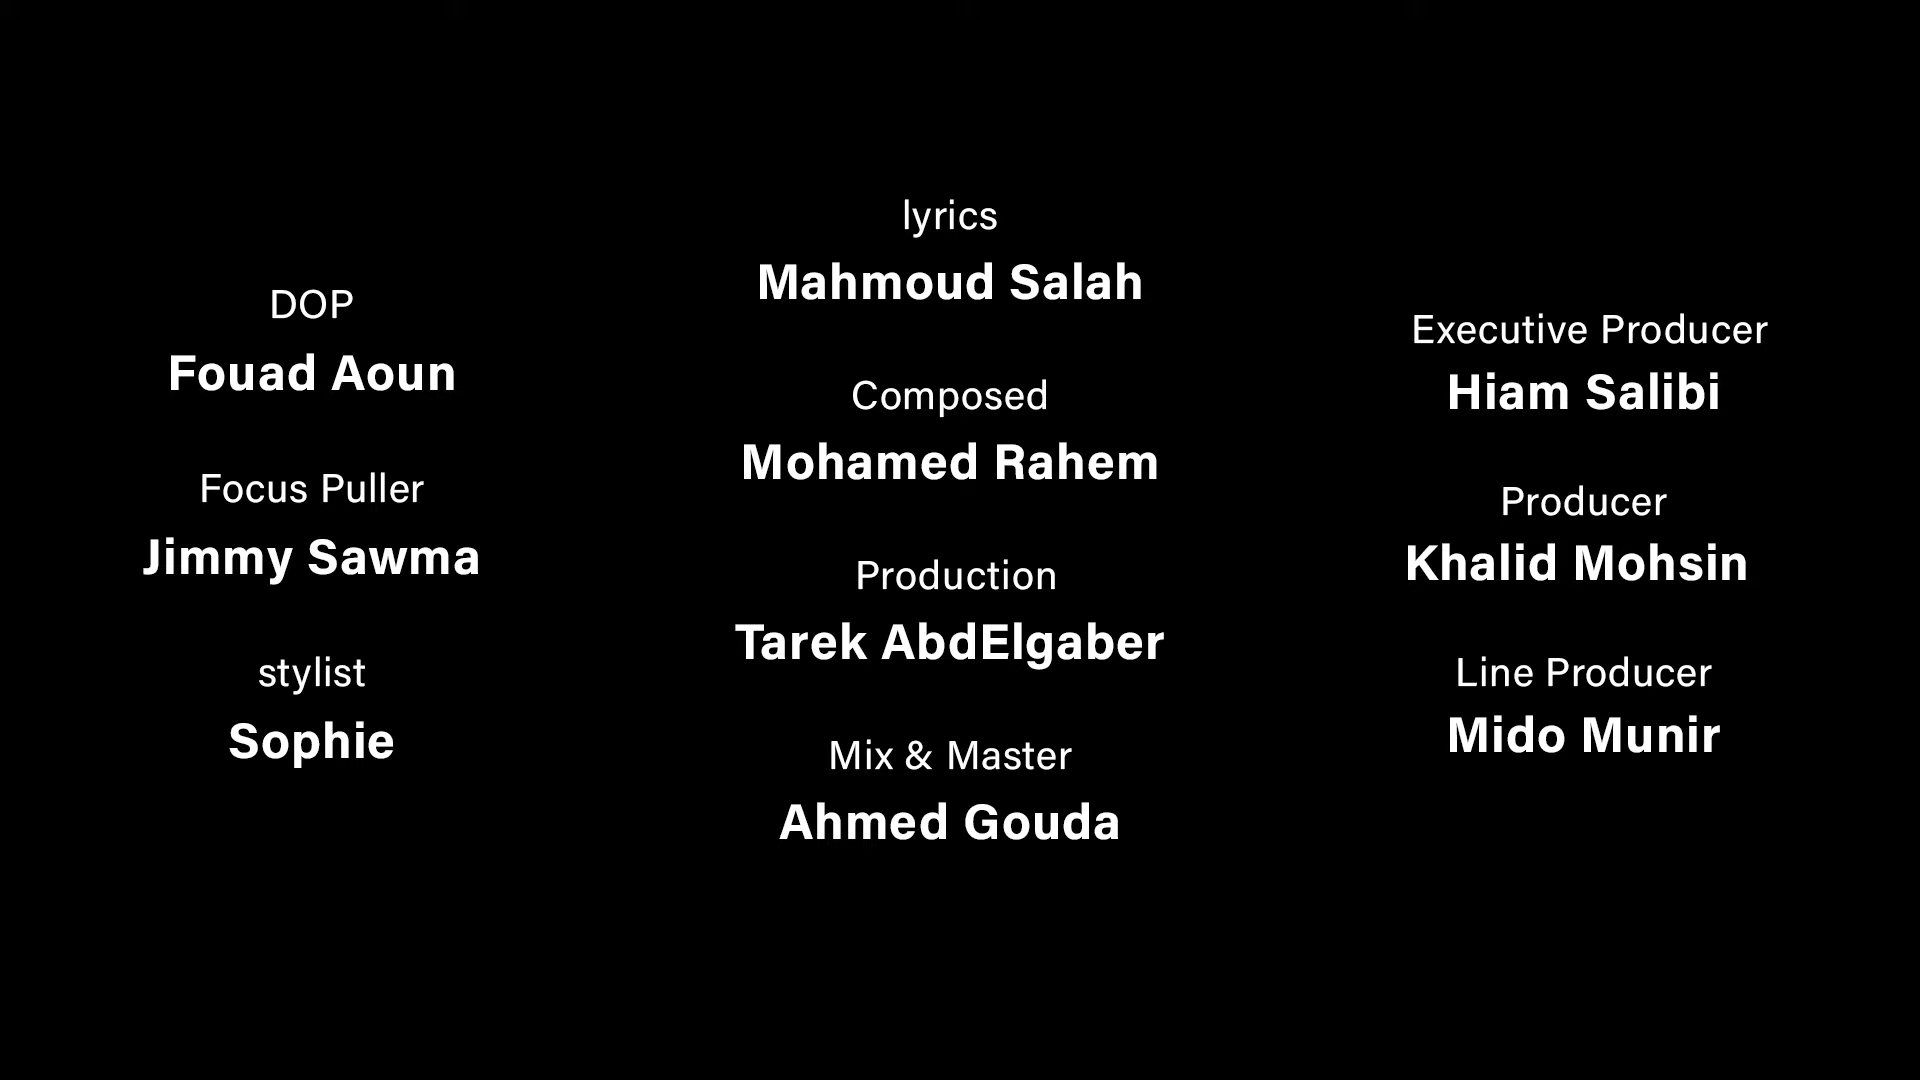 DOP
Fouad Aoun
Focus Puller
Jimmy Sawma
stylist
Sophie
lyrics
Mahmoud Salah
Composed
Mohamed Rahem
Production
Tarek AbdElgaber
Mix & Master
Ahmed Gouda
Executive Producer
Hiam Salibi
Producer
Khalid Mohsin
Line Producer
Mido Munir